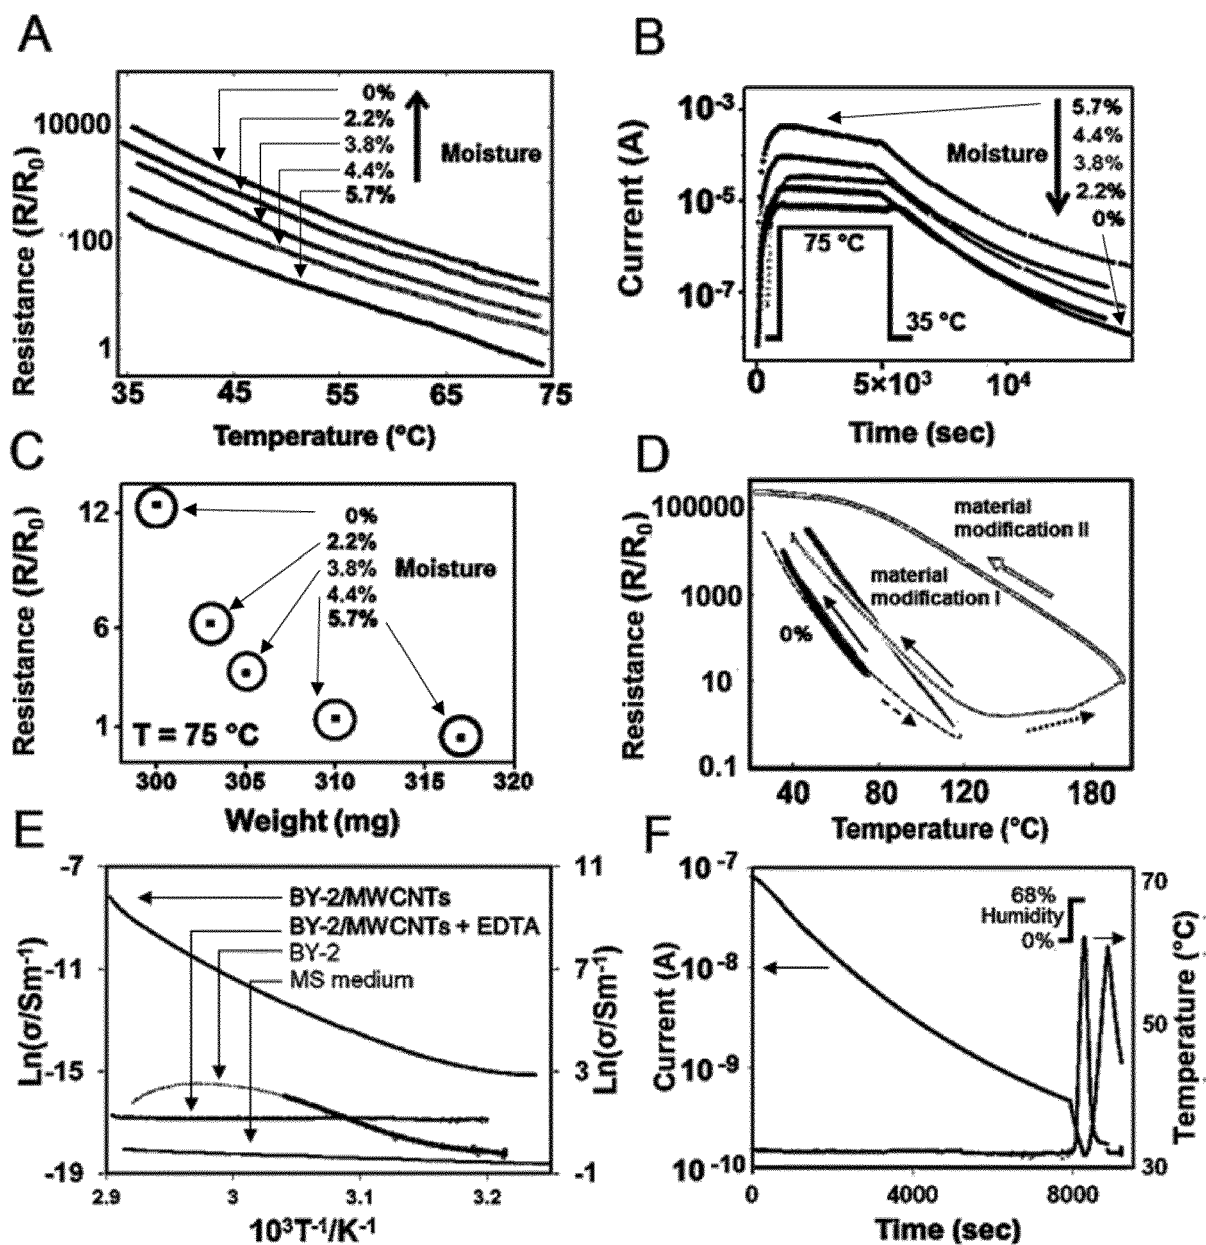 A
10000
100
1
Resistance (R/R0)
0%
2.2%
3.8%
4.4%
5.7%
Moisture
35 45 55 65 75
Temperature (°C)
B
10-3
10-5
10-7
Current (A)
5.7%
4.4%
3.8%
2.2%
0%
Moisture
75 °C
35 °C
0 5×10³ 10⁴
Time (sec)
C
12
6
1
Resistance (R/R0)
0%
2.2%
3.8%
4.4%
5.7%
Moisture
T = 75 °C
300 305 310 315 320
Weight (mg)
D
100000
1000
10
0.1
Resistance (R/R0)
material
modification II
material
modification I
0%
40 80 120 180
Temperature (°C)
E
-7
-11
-15
-19
Ln(σ/Sm-1)
BY-2/MWCNTs
BY-2/MWCNTs + EDTA
BY-2
MS medium
11
7
3
-1
Ln(σ/Sm-1)
2.9 3 3.1 3.2
10³T-1/K-1
F
10-7
10-8
10-9
10-10
Current (A)
68%
Humidity
0%
70
50
30
Temperature (°C)
0 4000 8000
Time (sec)